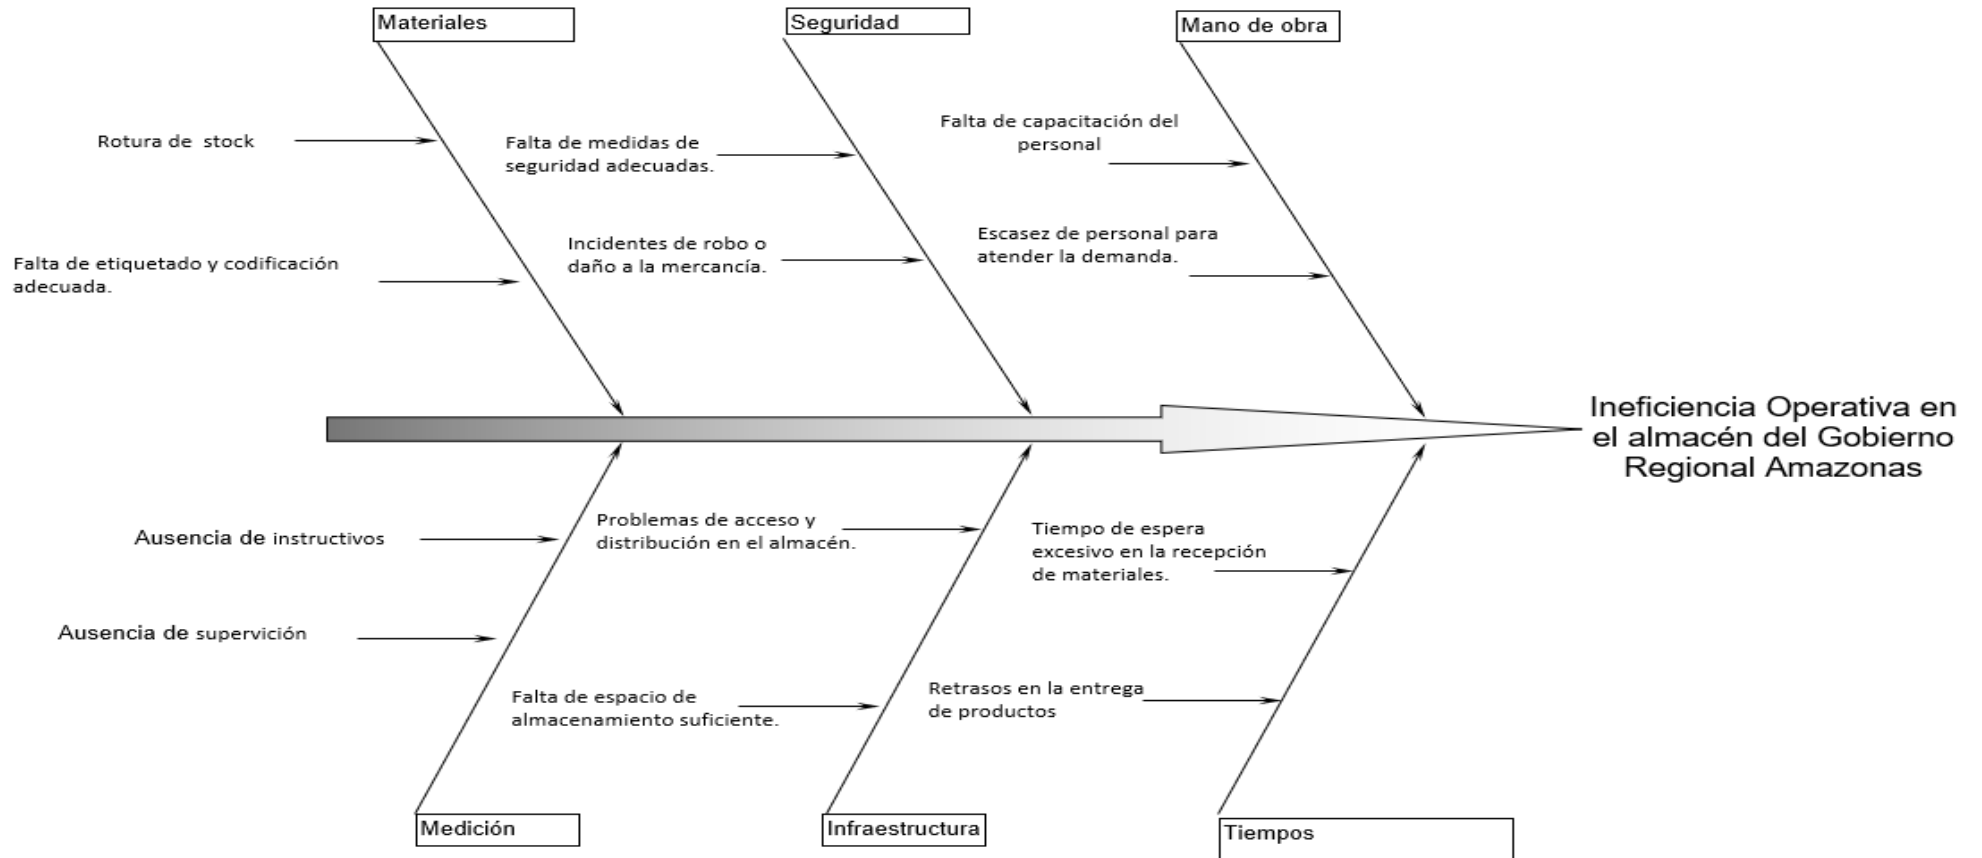 Materiales
Seguridad
Mano de obra
Rotura de  stock
Falta de etiquetado y codificación
adecuada.
Falta de medidas de
seguridad adecuadas.
Incidentes de robo o
daño a la mercancía.
Falta de capacitación del
personal
Escasez de personal para
atender la demanda.
Ineficiencia Operativa en
el almacén del Gobierno
Regional Amazonas
Ausencia de instructivos
Ausencia de supervición
Problemas de acceso y
distribución en el almacén.
Falta de espacio de
almacenamiento suficiente.
Tiempo de espera
excesivo en la recepción
de materiales.
Retrasos en la entrega
de productos
Medición
Infraestructura
Tiempos